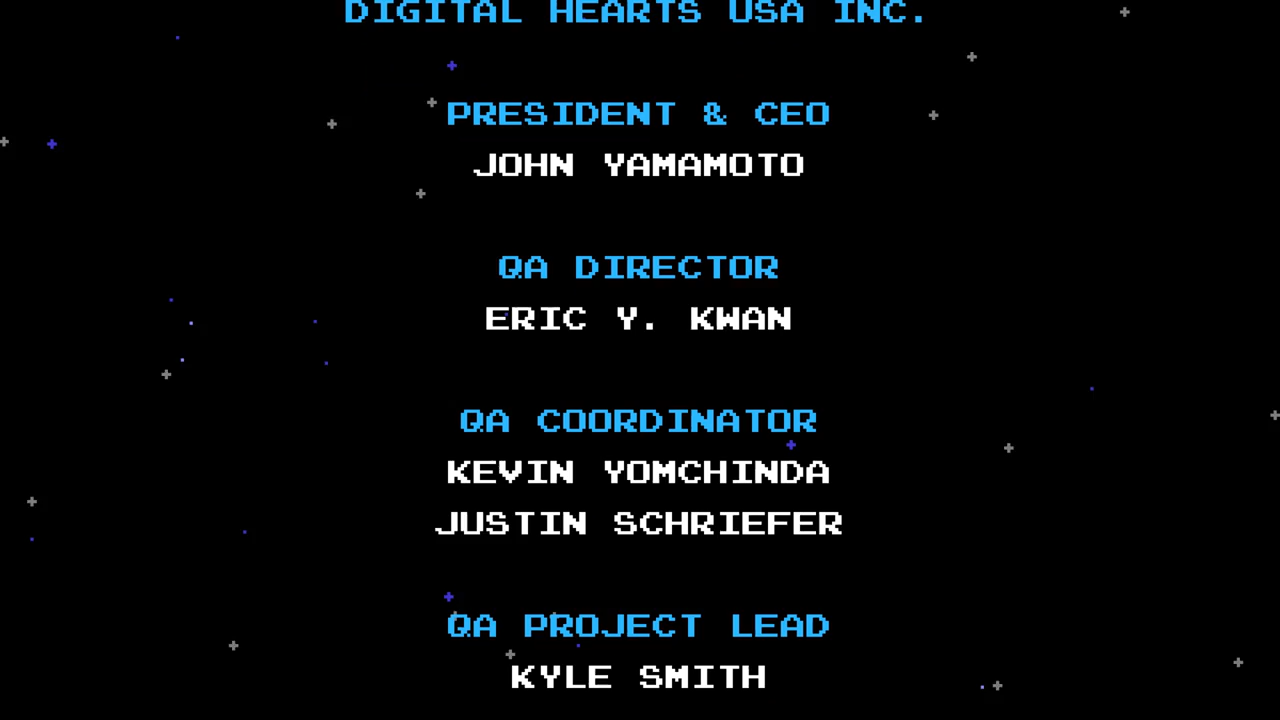 DIGITAL HEARTS USA INC.
PRESIDENT & CEO
JOHN YAMAMOTO
QA DIRECTOR
ERIC Y. KWAN
QA COORDINATOR
KEVIN YOMCHINDA
JUSTIN SCHRIEFER
QA PROJECT LEAD
KYLE SMITH